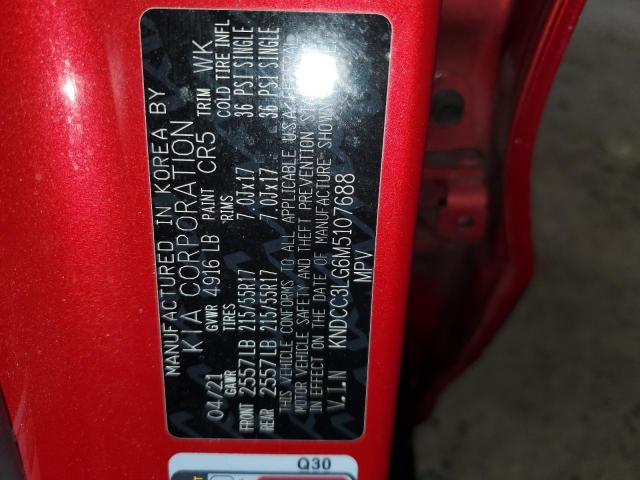 MANUFACTURED IN KOREA BY
KIA CORPORATION
04/21 GVWR 4916 LB PAINT CR5 TRIM WK
GAWR TIRES RIMS COLD TIRE INFL
FRONT 2557LB 215/55R17 7.0Jx17 36 PSI SINGLE
REAR 2557LB 215/55R17 7.0Jx17 36 PSI SINGLE
THIS VEHICLE CONFORMS TO ALL APPLICABLE U.S.A. FEDERAL
MOTOR VEHICLE SAFETY AND THEFT PREVENTION
IN EFFECT ON THE DATE OF MANUFACTURE SHOWN
V.I.N KNDCC3LG6M5107688
MPV
Q30